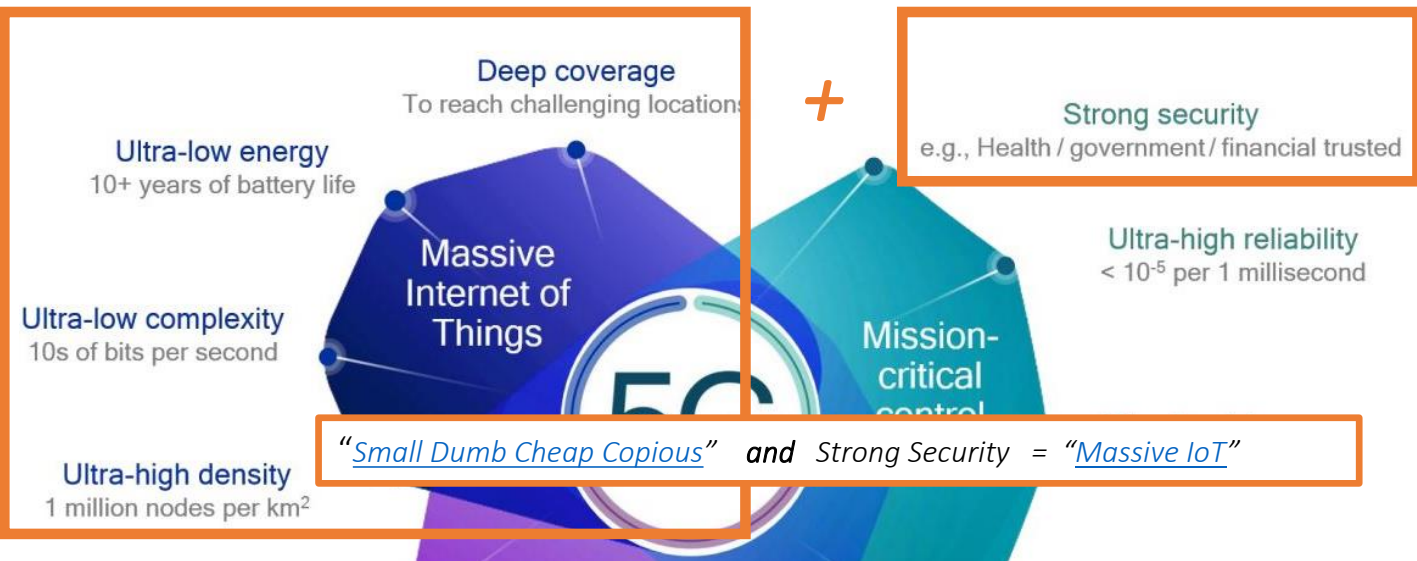 Deep coverage
To reach challenging locations
+
Strong security
e.g., Health / government / financial trusted
Ultra-low energy
10+ years of battery life
Ultra-high reliability
< 10⁻⁵ per 1 millisecond
Massive
Internet of
Things
Ultra-low complexity
10s of bits per second
Mission-
critical
control
5G
“Small Dumb Cheap Copious” and Strong Security = “Massive IoT”
Ultra-high density
1 million nodes per km²